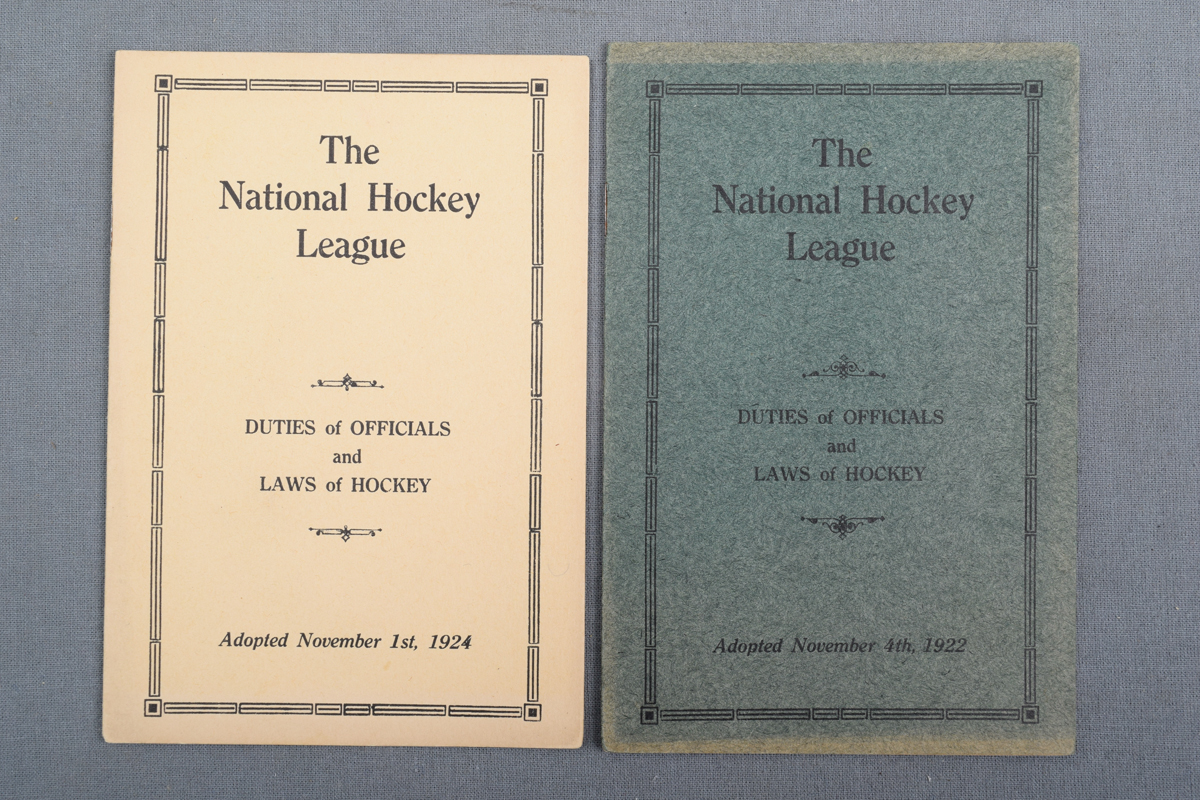 The
National Hockey
League
DUTIES of OFFICIALS
and
LAWS of HOCKEY
Adopted November 1st, 1924
The
National Hockey
League
DUTIES of OFFICIALS
and
LAWS of HOCKEY
Adopted November 4th, 1922